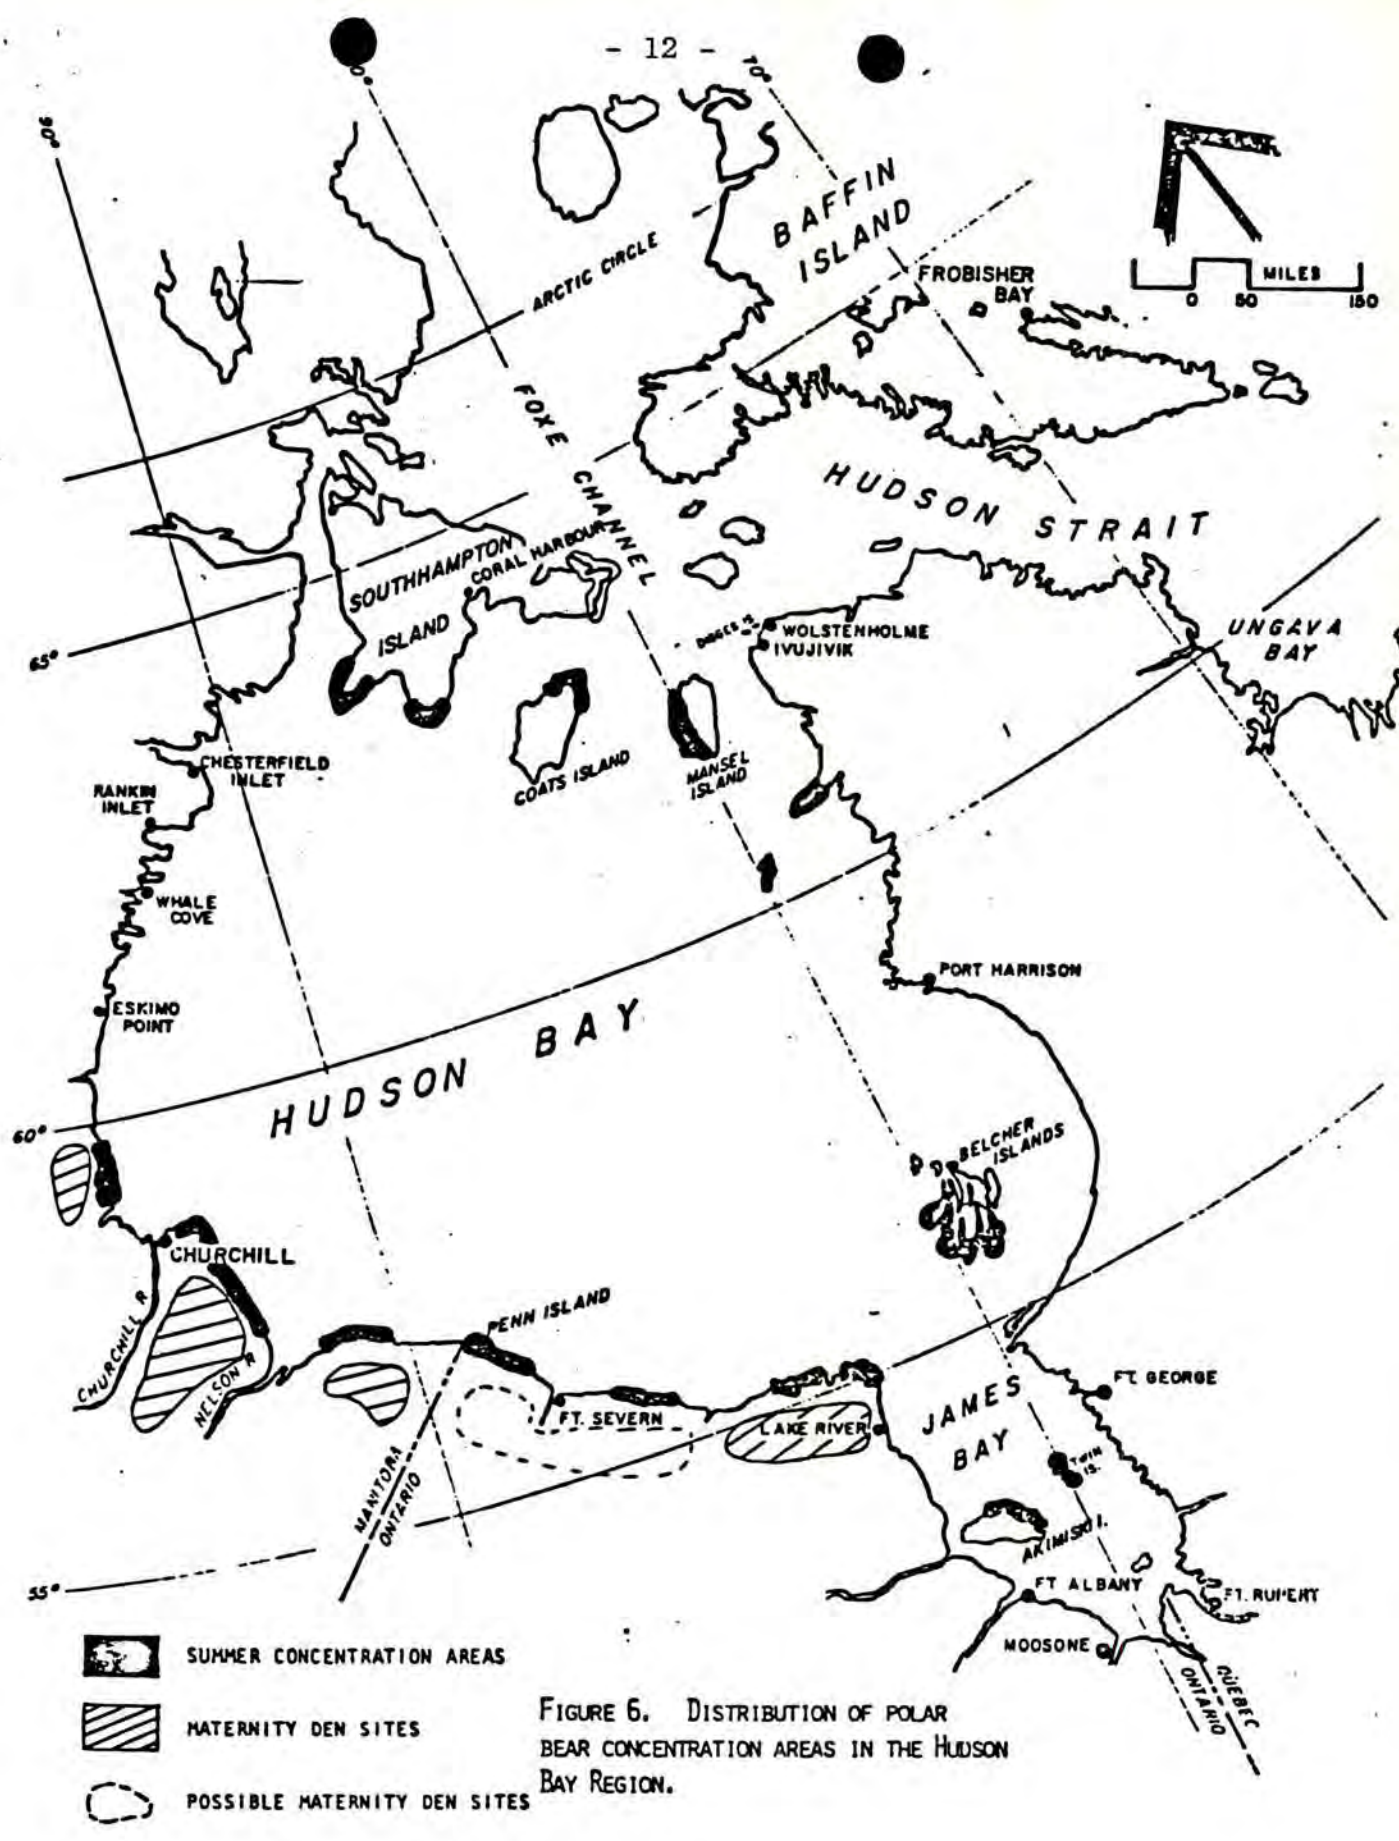 - 12 -
90°
0°
70°
BAFFIN
ISLAND
ARCTIC CIRCLE
FROBISHER
BAY
MILES
0 50 150
FOXE CHANNEL
HUDSON STRAIT
SOUTHHAMPTON
ISLAND
CORAL HARBOUR
65°
DIGGES IS.
WOLSTENHOLME
IVUJIVIK
UNGAVA
BAY
CHESTERFIELD
INLET
RANKIN
INLET
COATS ISLAND
MANSEL
ISLAND
WHALE
COVE
PORT HARRISON
ESKIMO
POINT
HUDSON BAY
60°
BELCHER
ISLANDS
CHURCHILL
CHURCHILL R
NELSON R
PENN ISLAND
FT. SEVERN
LAKE RIVER
JAMES
BAY
FT. GEORGE
TWIN
IS.
MANITOBA
ONTARIO
AKIMISKI I.
55°
FT ALBANY
FT. RUPERT
MOOSONE
QUEBEC
ONTARIO
SUMMER CONCENTRATION AREAS
MATERNITY DEN SITES
POSSIBLE MATERNITY DEN SITES
FIGURE 6. DISTRIBUTION OF POLAR
BEAR CONCENTRATION AREAS IN THE HUDSON
BAY REGION.